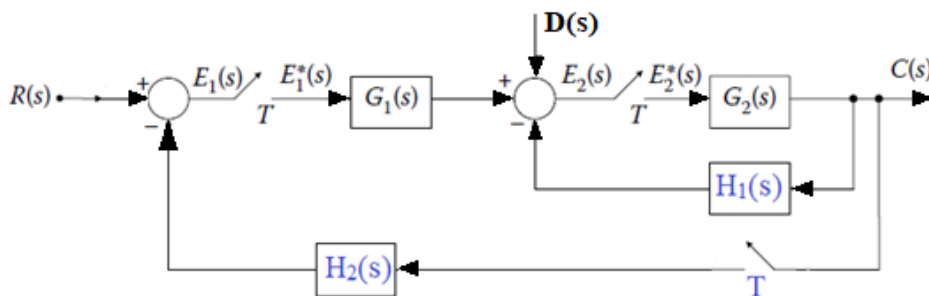 D(s)
R(s) + − E₁(s) T E₁*(s) G₁(s) + − E₂(s) T E₂*(s) G₂(s) C(s)
H₁(s)
H₂(s) T